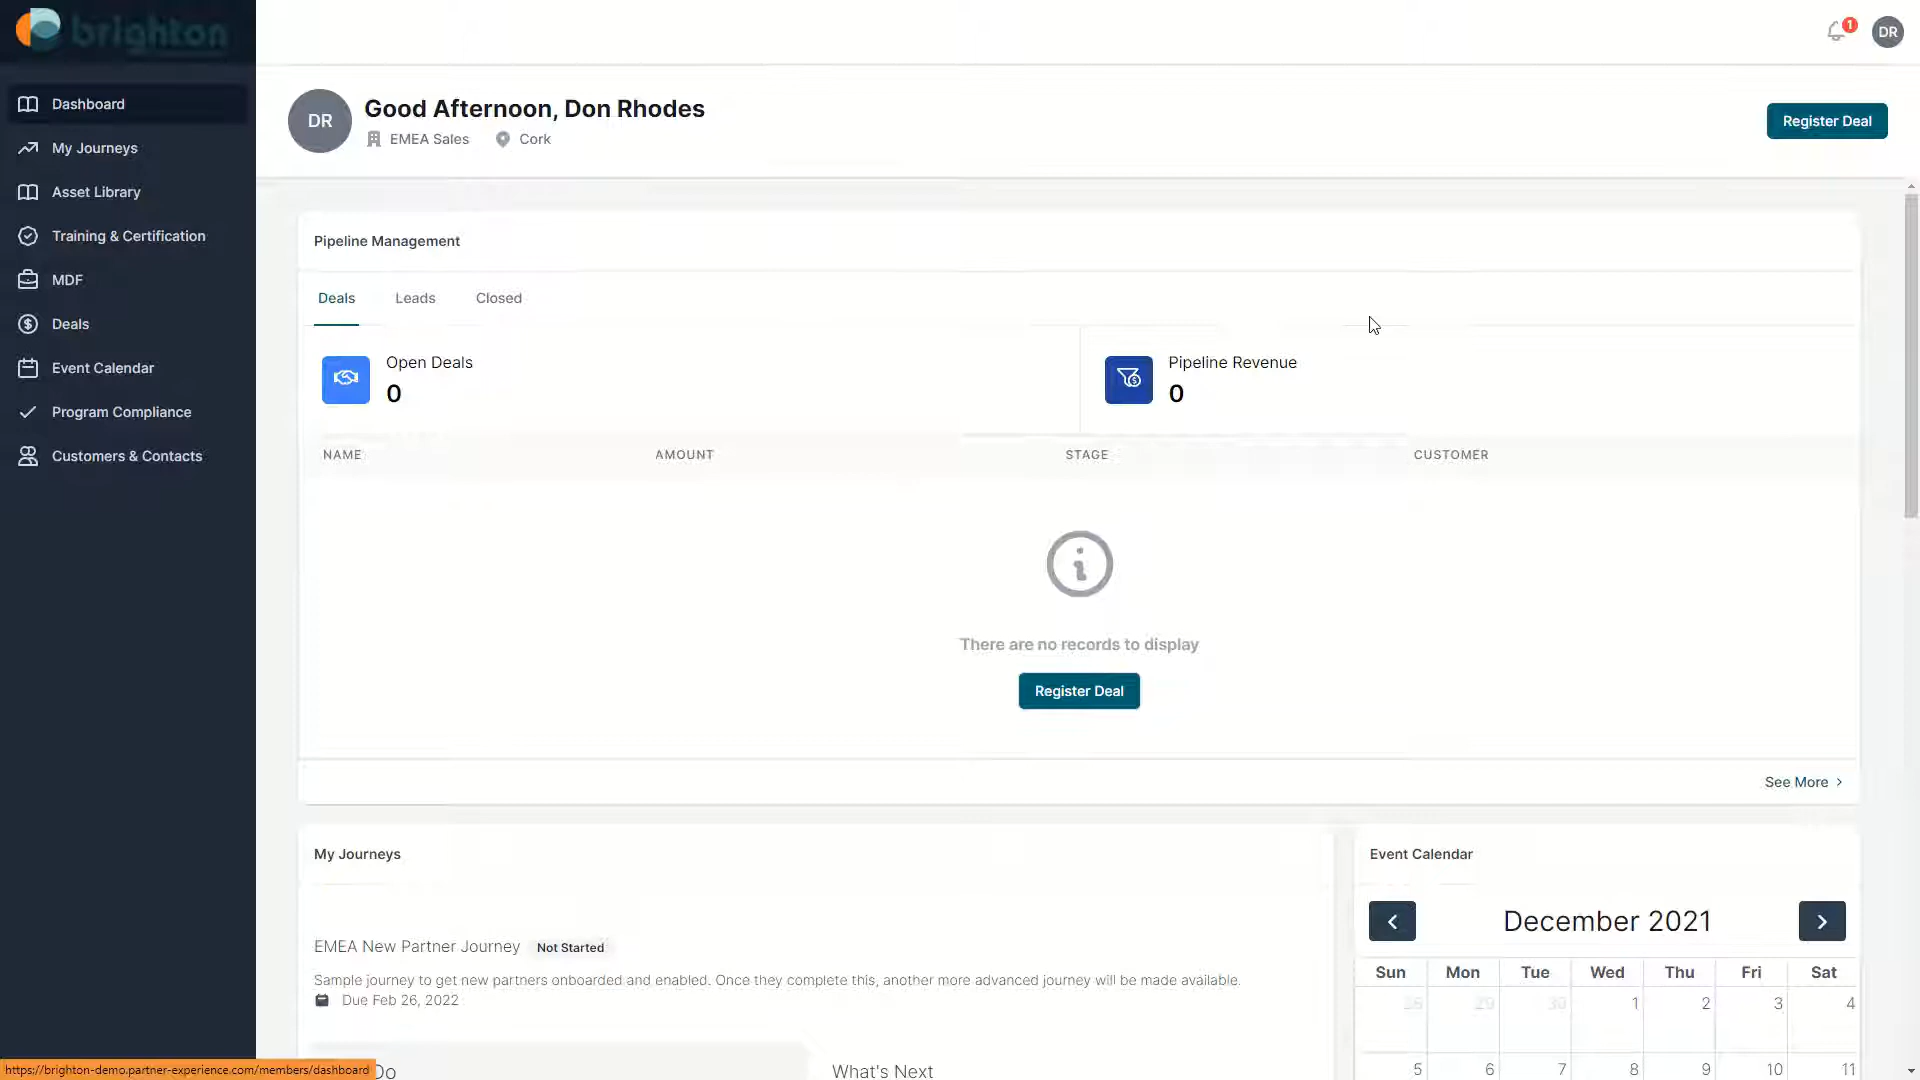 brighton
1
DR
Dashboard
My Journeys
Asset Library
Training & Certification
MDF
Deals
Event Calendar
Program Compliance
Customers & Contacts
DR
Good Afternoon, Don Rhodes
EMEA Sales
Cork
Register Deal
Pipeline Management
Deals
Leads
Closed
Open Deals
0
Pipeline Revenue
0
NAME
AMOUNT
STAGE
CUSTOMER
There are no records to display
Register Deal
See More
My Journeys
EMEA New Partner Journey
Not Started
Sample journey to get new partners onboarded and enabled. Once they complete this, another more advanced journey will be made available.
Due Feb 26, 2022
Do
What's Next
Event Calendar
December 2021
Sun Mon Tue Wed Thu Fri Sat
28 29 30 1 2 3 4
5 6 7 8 9 10 11
https://brighton-demo.partner-experience.com/members/dashboard